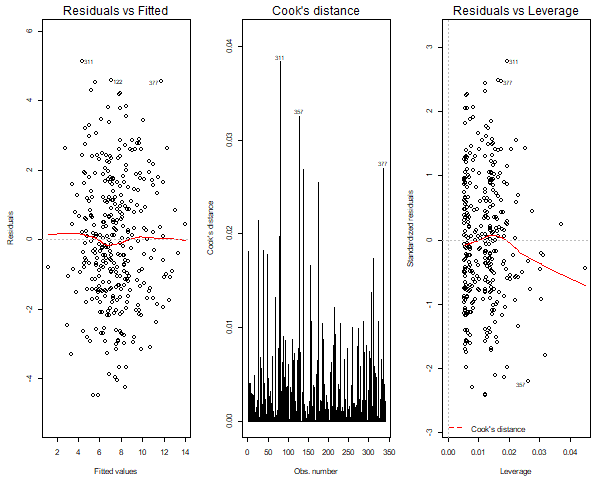 Residuals vs Fitted
Residuals
6
4
2
0
-2
-4
311
122
377
2 4 6 8 10 12 14
Fitted values
Cook's distance
Cook's distance
0.04
0.03
0.02
0.01
0.00
311
357
377
0 50 100 150 200 250 300 350
Obs. number
Residuals vs Leverage
Standardized residuals
3
2
1
0
-1
-2
-3
311
377
357
Cook's distance
0.00 0.01 0.02 0.03 0.04
Leverage